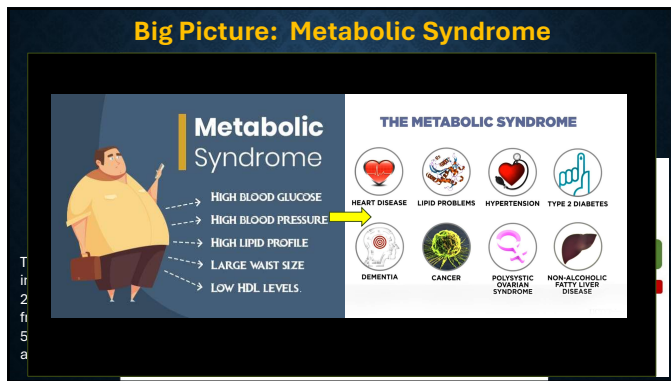 Big Picture: Metabolic Syndrome
Metabolic
Syndrome
HIGH BLOOD GLUCOSE
HIGH BLOOD PRESSURE
HIGH LIPID PROFILE
LARGE WAIST SIZE
LOW HDL LEVELS.
THE METABOLIC SYNDROME
HEART DISEASE
LIPID PROBLEMS
HYPERTENSION
TYPE 2 DIABETES
DEMENTIA
CANCER
POLYSYSTIC
OVARIAN
SYNDROME
NON-ALCOHOLIC
FATTY LIVER
DISEASE